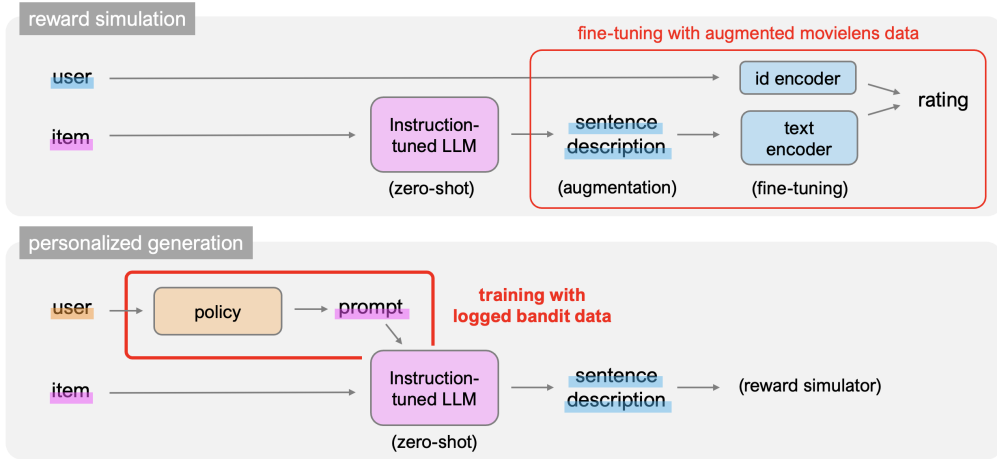 reward simulation
fine-tuning with augmented movielens data
user
id encoder
rating
item
Instruction-
tuned LLM
sentence
description
text
encoder
(zero-shot)
(augmentation)
(fine-tuning)
personalized generation
user
policy
prompt
training with
logged bandit data
item
Instruction-
tuned LLM
sentence
description
(reward simulator)
(zero-shot)